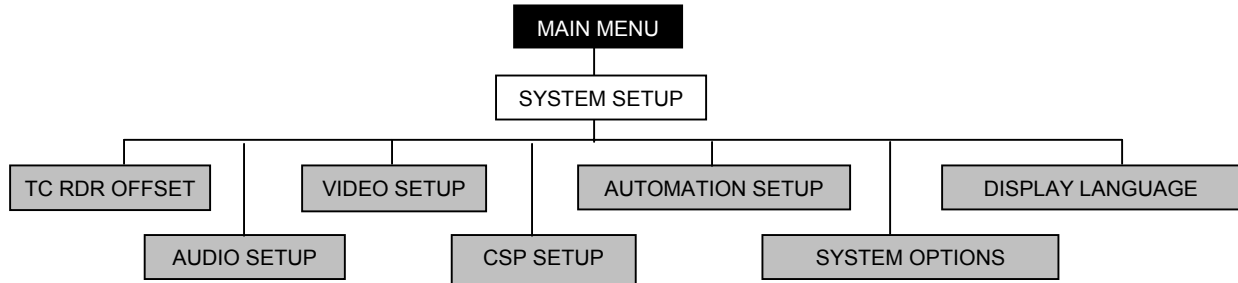 MAIN MENU
SYSTEM SETUP
TC RDR OFFSET
VIDEO SETUP
AUTOMATION SETUP
DISPLAY LANGUAGE
AUDIO SETUP
CSP SETUP
SYSTEM OPTIONS